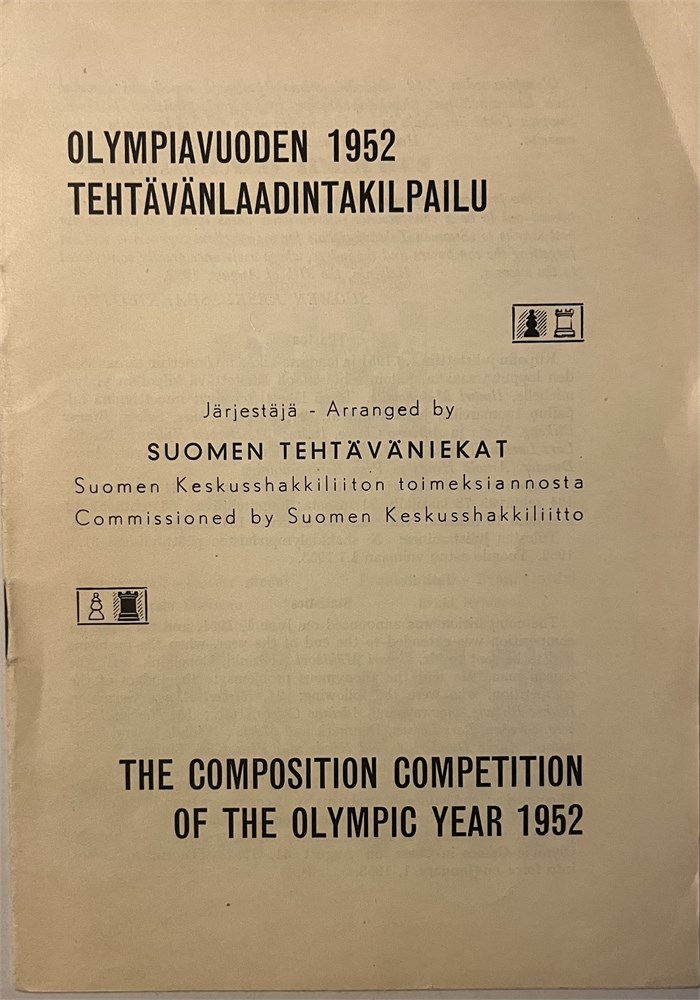 OLYMPIAVUODEN 1952
TEHTÄVÄNLAADINTAKILPAILU
Järjestäjä - Arranged by
SUOMEN TEHTÄVÄNIEKAT
Suomen Keskusshakkiliiton toimeksiannosta
Commissioned by Suomen Keskusshakkiliitto
THE COMPOSITION COMPETITION
OF THE OLYMPIC YEAR 1952